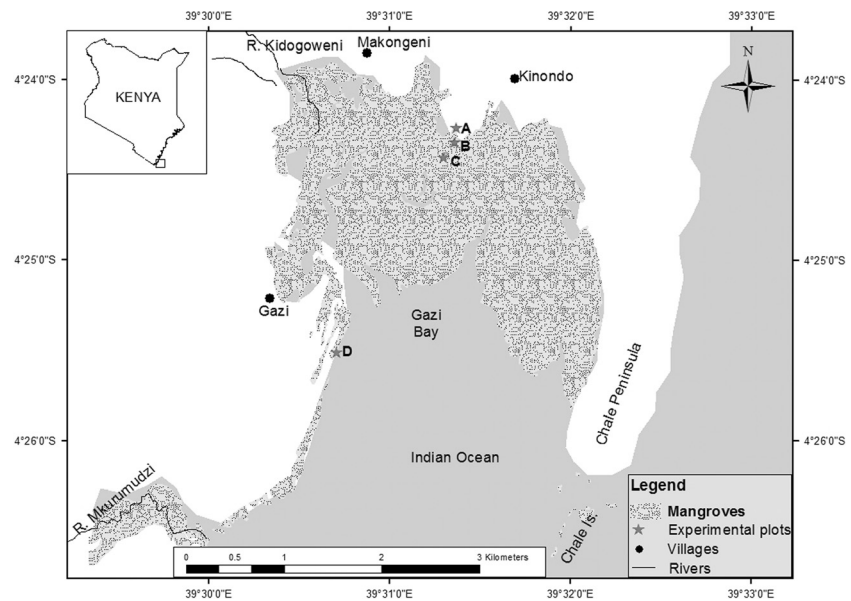 39°30'0"E 39°31'0"E 39°32'0"E 39°33'0"E
R. Kidogoweni
Makongeni
N
4°24'0"S
Kinondo
4°24'0"S
KENYA
A
B
C
4°25'0"S
4°25'0"S
Gazi
Gazi
Bay
D
Chale Peninsula
4°26'0"S
Indian Ocean
4°26'0"S
R. Mkurumudzi
Chale Is.
Legend
Mangroves
Experimental plots
Villages
Rivers
0 0.5 1 2 3 Kilometers
39°30'0"E 39°31'0"E 39°32'0"E 39°33'0"E